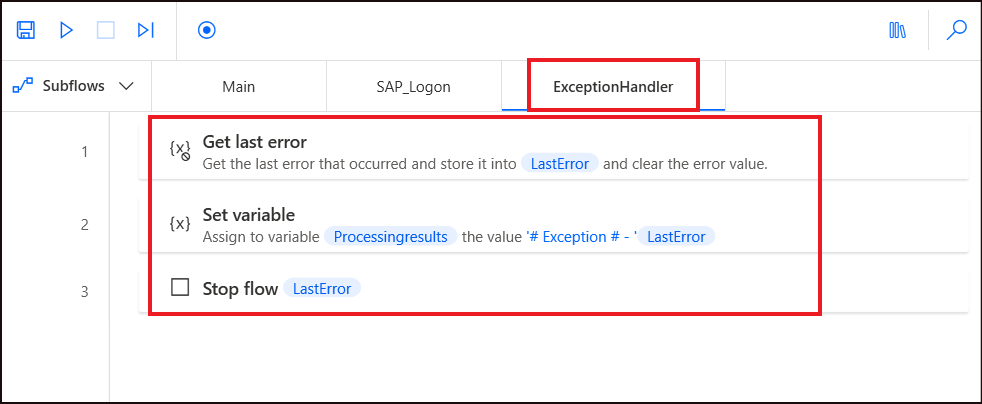 Subflows
Main
SAP_Logon
ExceptionHandler
1
Get last error
Get the last error that occurred and store it into LastError and clear the error value.
2
Set variable
Assign to variable Processingresults the value '# Exception # - ' LastError
3
Stop flow LastError